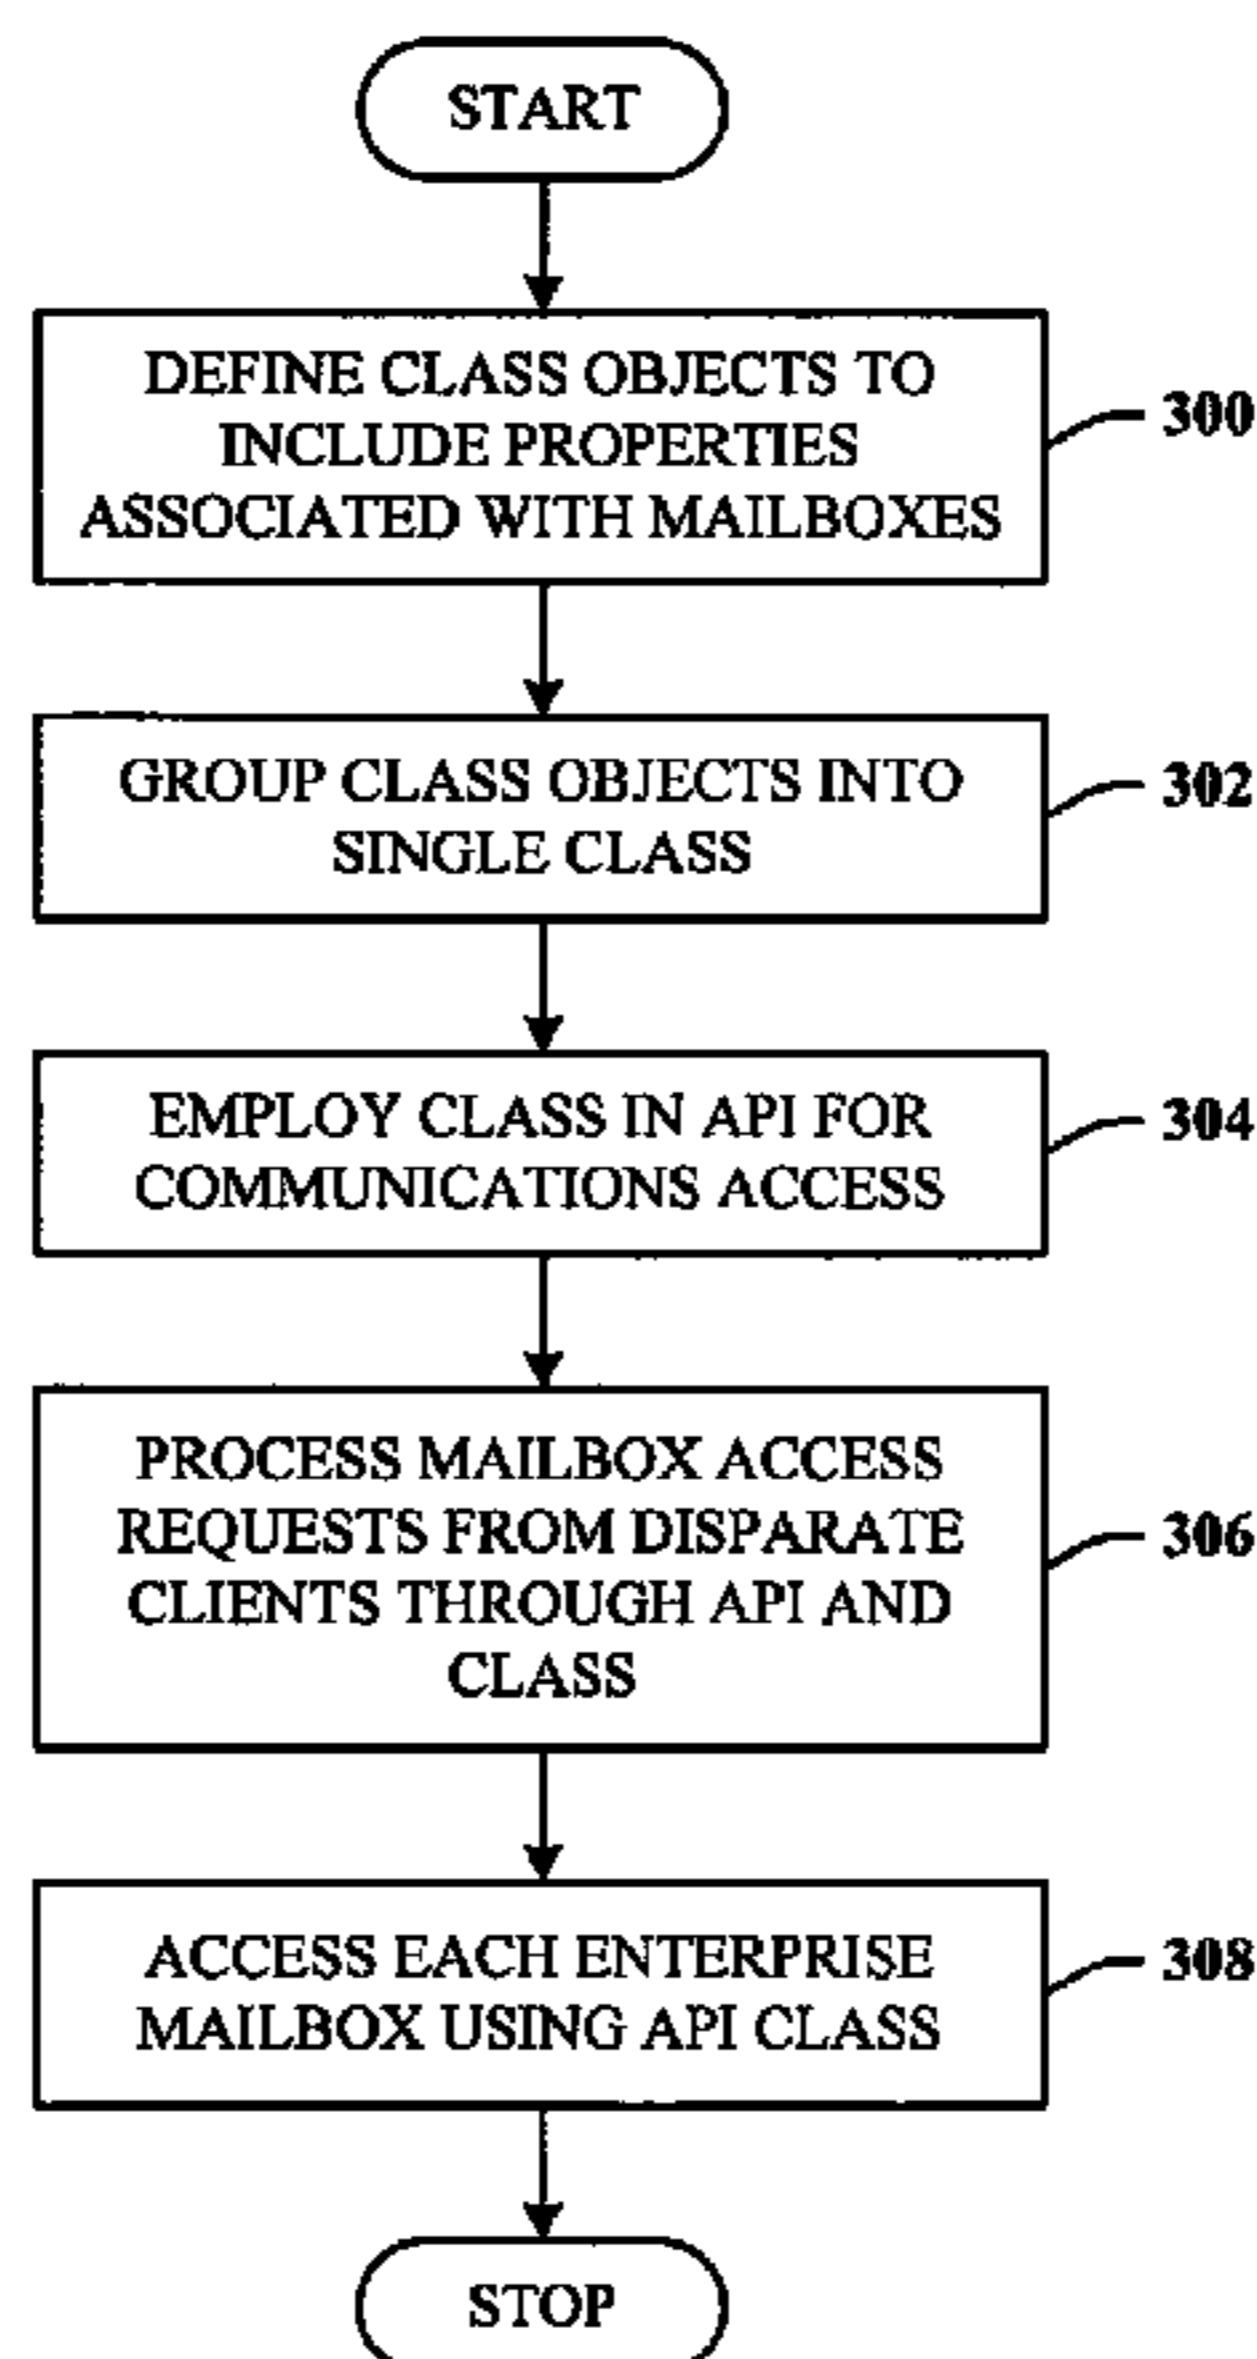 START
DEFINE CLASS OBJECTS TO
INCLUDE PROPERTIES
ASSOCIATED WITH MAILBOXES
300
GROUP CLASS OBJECTS INTO
SINGLE CLASS
302
EMPLOY CLASS IN API FOR
COMMUNICATIONS ACCESS
304
PROCESS MAILBOX ACCESS
REQUESTS FROM DISPARATE
CLIENTS THROUGH API AND
CLASS
306
ACCESS EACH ENTERPRISE
MAILBOX USING API CLASS
308
STOP